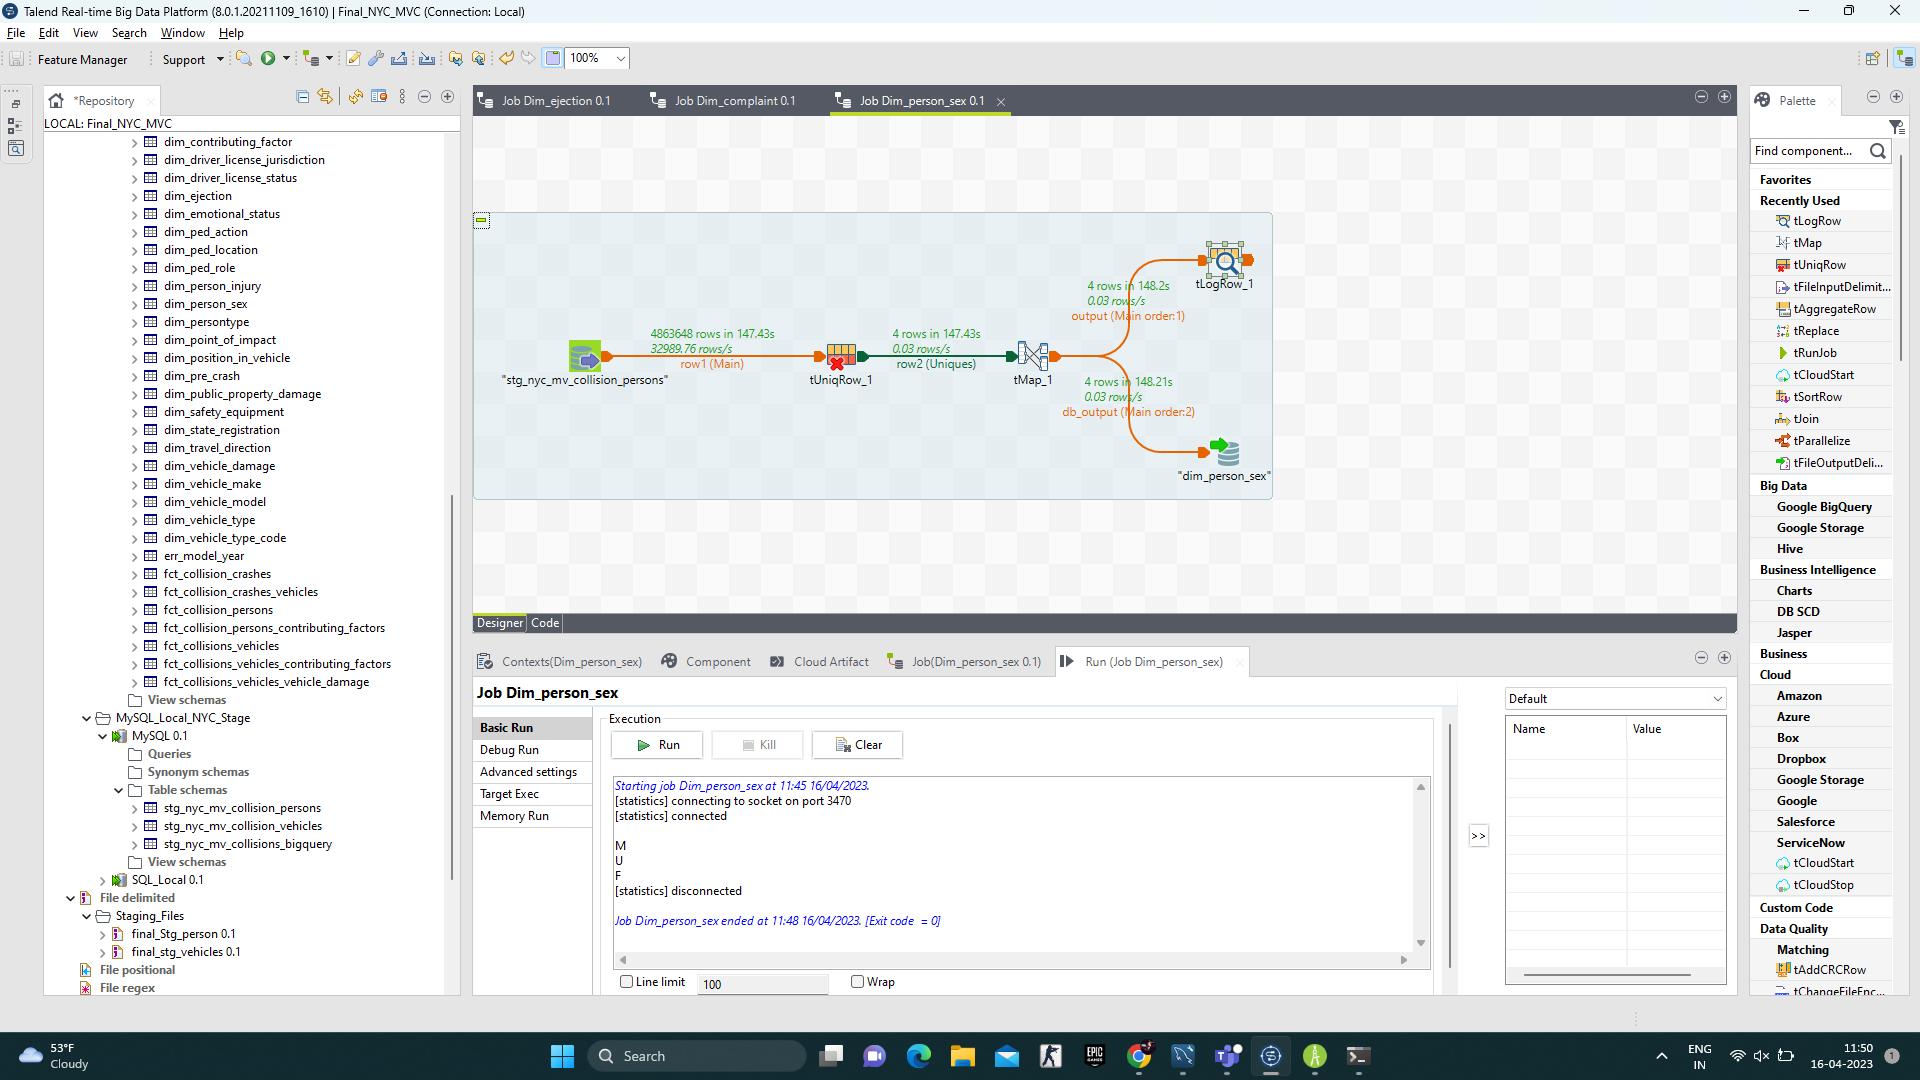 Talend Real-time Big Data Platform (8.0.1.20211109_1610) | Final_NYC_MVC (Connection: Local)
File Edit View Search Window Help
Feature Manager Support 100%
*Repository
LOCAL: Final_NYC_MVC
dim_contributing_factor
dim_driver_license_jurisdiction
dim_driver_license_status
dim_ejection
dim_emotional_status
dim_ped_action
dim_ped_location
dim_ped_role
dim_person_injury
dim_person_sex
dim_persontype
dim_point_of_impact
dim_position_in_vehicle
dim_pre_crash
dim_public_property_damage
dim_safety_equipment
dim_state_registration
dim_travel_direction
dim_vehicle_damage
dim_vehicle_make
dim_vehicle_model
dim_vehicle_type
dim_vehicle_type_code
err_model_year
fct_collision_crashes
fct_collision_crashes_vehicles
fct_collision_persons
fct_collision_persons_contributing_factors
fct_collisions_vehicles
fct_collisions_vehicles_contributing_factors
fct_collisions_vehicles_vehicle_damage
View schemas
MySQL_Local_NYC_Stage
MySQL 0.1
Queries
Synonym schemas
Table schemas
stg_nyc_mv_collision_persons
stg_nyc_mv_collision_vehicles
stg_nyc_mv_collisions_bigquery
View schemas
SQL_Local 0.1
File delimited
Staging_Files
final_Stg_person 0.1
final_stg_vehicles 0.1
File positional
File regex
Job Dim_ejection 0.1 Job Dim_complaint 0.1 Job Dim_person_sex 0.1
4 rows in 148.2s
0.03 rows/s
output (Main order:1)
tLogRow_1
4863648 rows in 147.43s
32989.76 rows/s
row1 (Main)
"stg_nyc_mv_collision_persons"
tUniqRow_1
4 rows in 147.43s
0.03 rows/s
row2 (Uniques)
tMap_1
4 rows in 148.21s
0.03 rows/s
db_output (Main order:2)
"dim_person_sex"
Designer Code
Contexts(Dim_person_sex) Component Cloud Artifact Job(Dim_person_sex 0.1) Run (Job Dim_person_sex)
Job Dim_person_sex
Basic Run
Debug Run
Advanced settings
Target Exec
Memory Run
Execution
Run Kill Clear
Starting job Dim_person_sex at 11:45 16/04/2023.
[statistics] connecting to socket on port 3470
[statistics] connected
M
U
F
[statistics] disconnected
Job Dim_person_sex ended at 11:48 16/04/2023. [Exit code = 0]
Line limit 100 Wrap
>>
Default
Name Value
Palette
Find component...
Favorites
Recently Used
tLogRow
tMap
tUniqRow
tFileInputDelimit...
tAggregateRow
tReplace
tRunJob
tCloudStart
tSortRow
tJoin
tParallelize
tFileOutputDeli...
Big Data
Google BigQuery
Google Storage
Hive
Business Intelligence
Charts
DB SCD
Jasper
Business
Cloud
Amazon
Azure
Box
Dropbox
Google Storage
Google
Salesforce
ServiceNow
tCloudStart
tCloudStop
Custom Code
Data Quality
Matching
tAddCRCRow
tChangeFileEnc...
53°F
Cloudy
Search
EPIC
GAMES
ENG
IN
11:50
16-04-2023
1